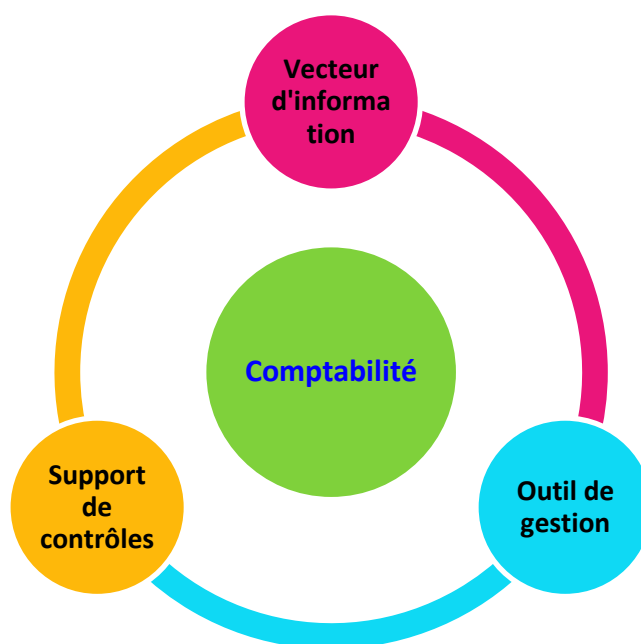 Vecteur
d'informa
tion
Comptabilité
Support
de
contrôles
Outil de
gestion